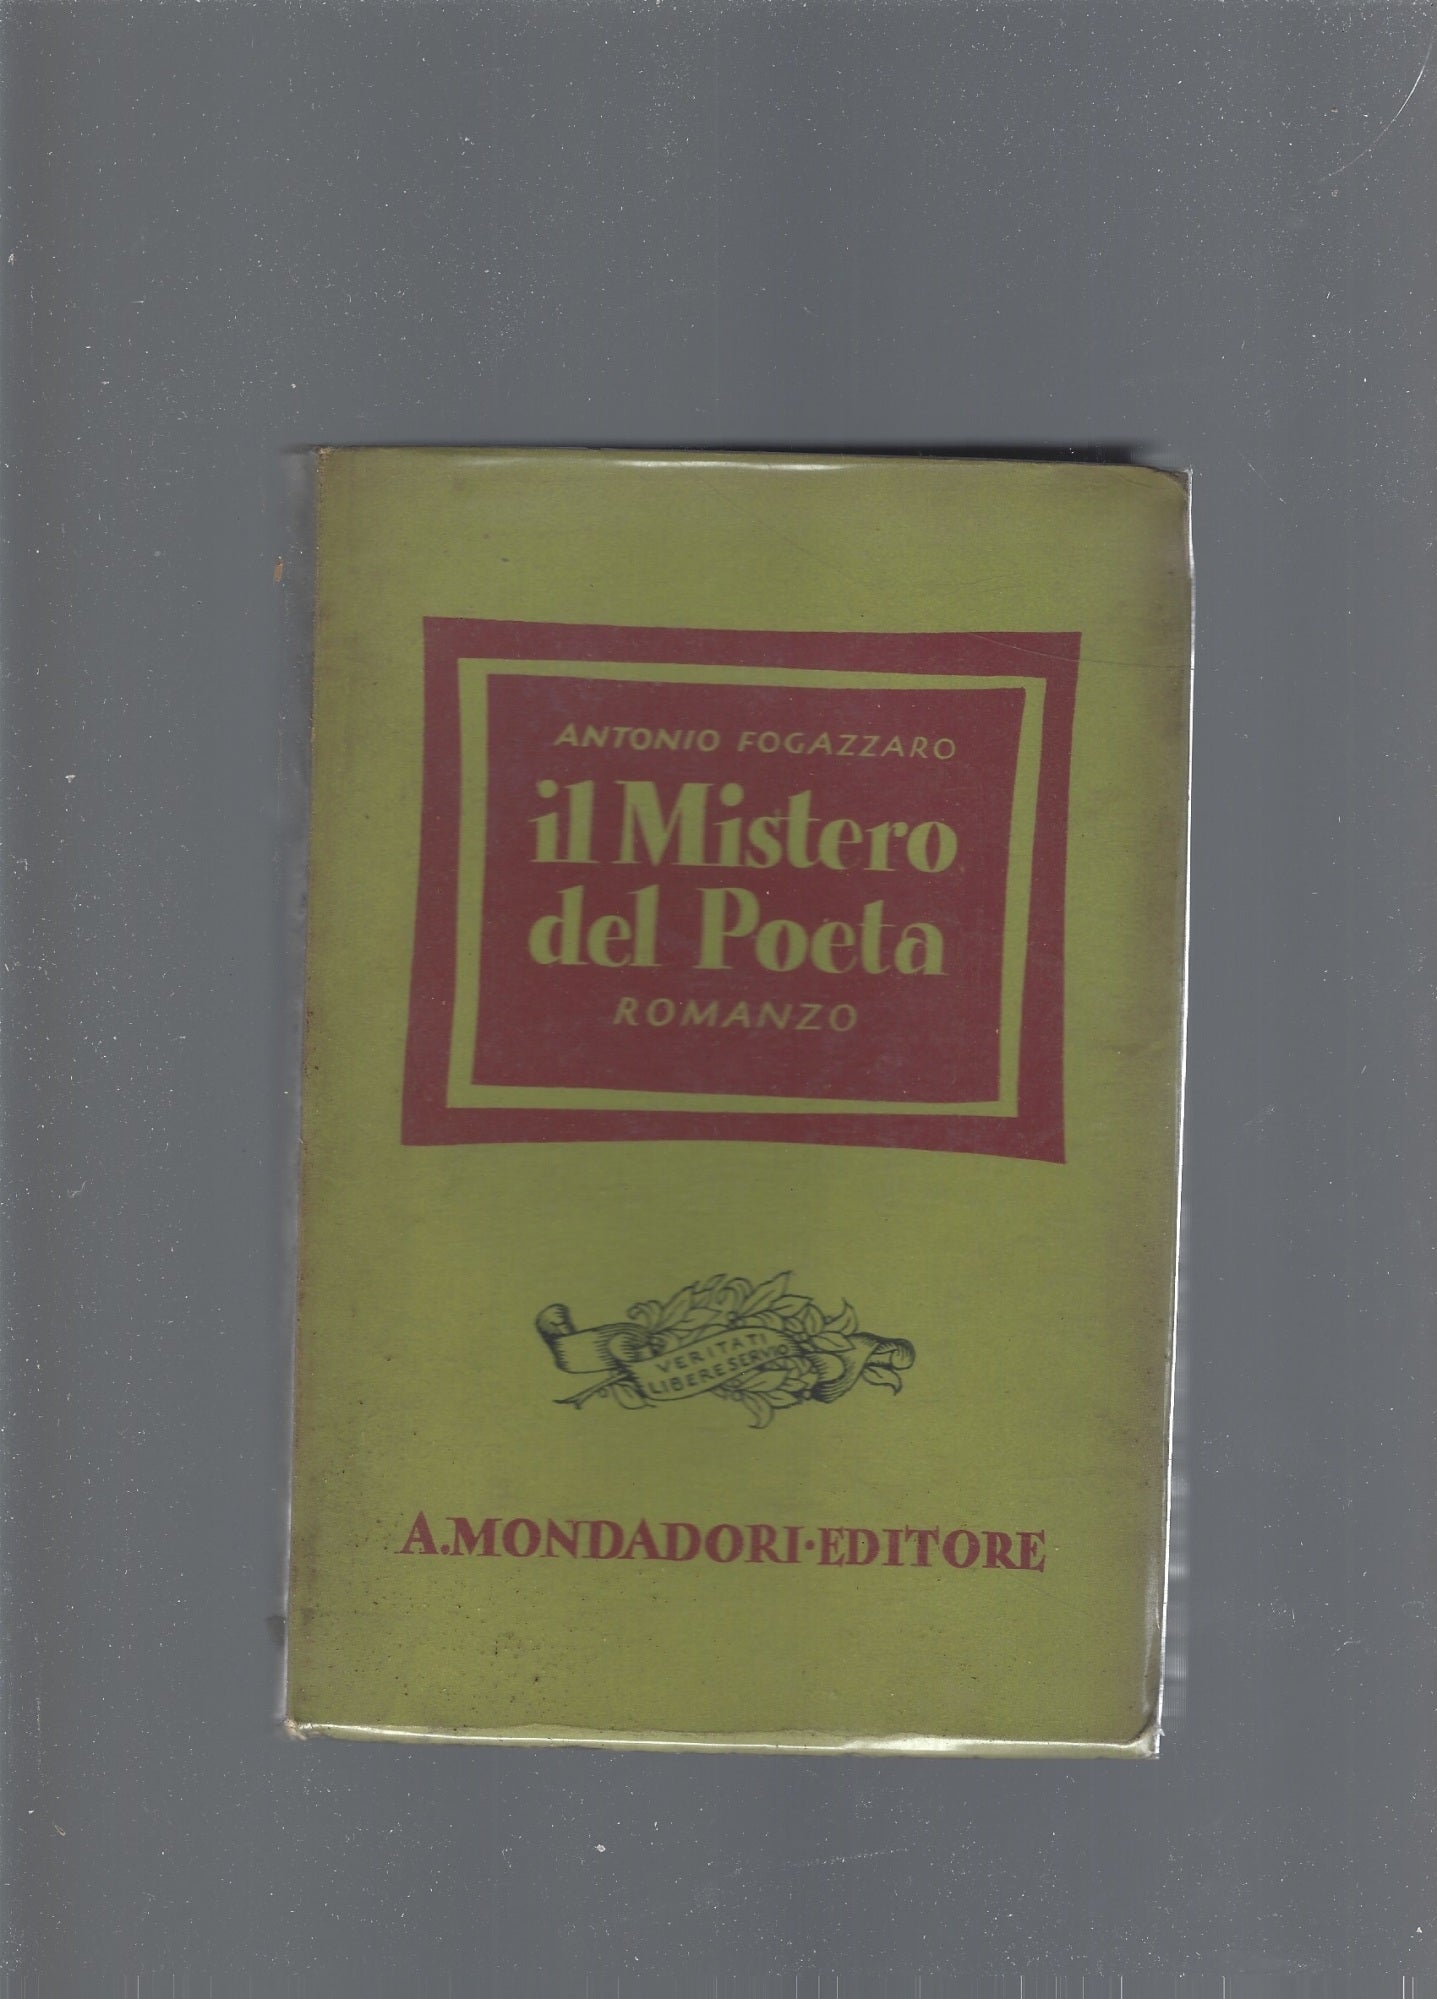 ANTONIO FOGAZZARO
il Mistero
del Poeta
ROMANZO
VERITATI
LIBERE SERVIO
A. MONDADORI · EDITORE